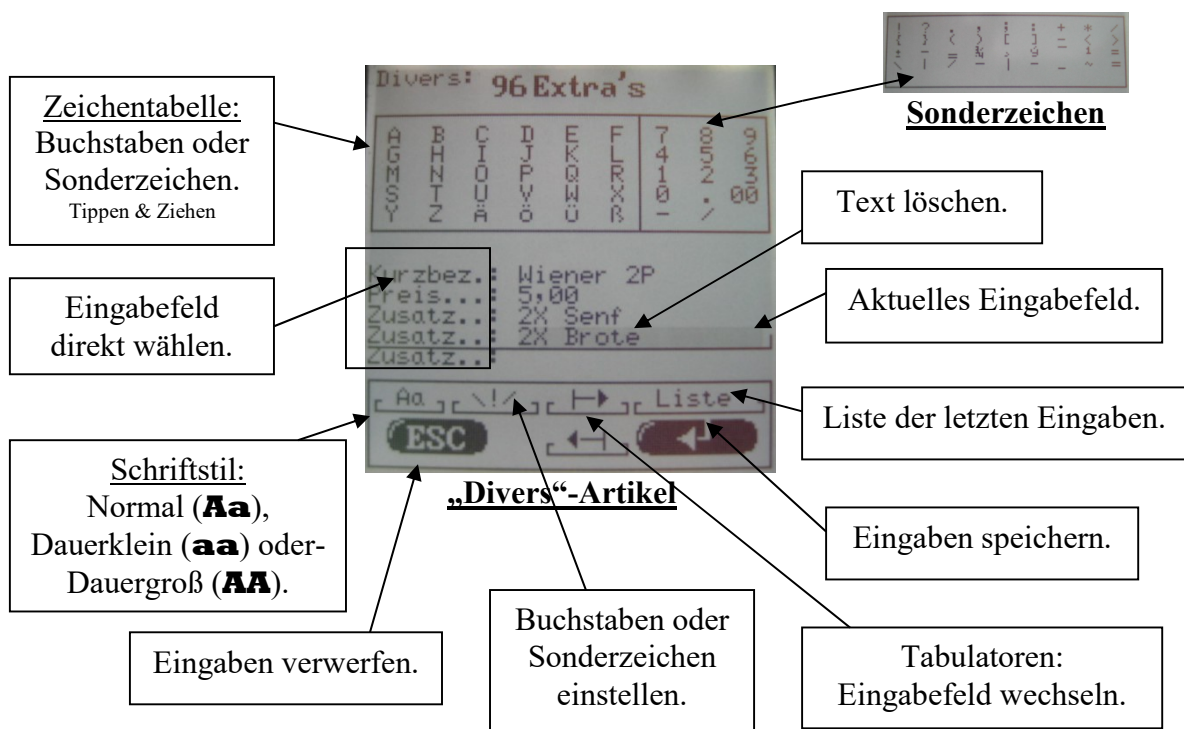 Zeichentabelle:
Buchstaben oder
Sonderzeichen.
Tippen & Ziehen
Eingabefeld
direkt wählen.
Schriftstil:
Normal (Aa),
Dauerklein (aa) oder-
Dauergroß (AA).
Eingaben verwerfen.
Divers: 96 Extra's
A B C D E F 7 8 9
G H I J K L 4 5 6
M N O P Q R 1 2 3
S T U V W X 0 . 00
Y Z Ä Ö Ü ß - /
Kurzbez.: Wiener 2P
Preis...: 5,00
Zusatz..: 2X Senf
Zusatz..: 2X Brote
Zusatz..:
Aa \!/ Liste
ESC
„Divers“-Artikel
Buchstaben oder
Sonderzeichen
einstellen.
! ? . , ; : + * /
Sonderzeichen
Text löschen.
Aktuelles Eingabefeld.
Liste der letzten Eingaben.
Eingaben speichern.
Tabulatoren:
Eingabefeld wechseln.